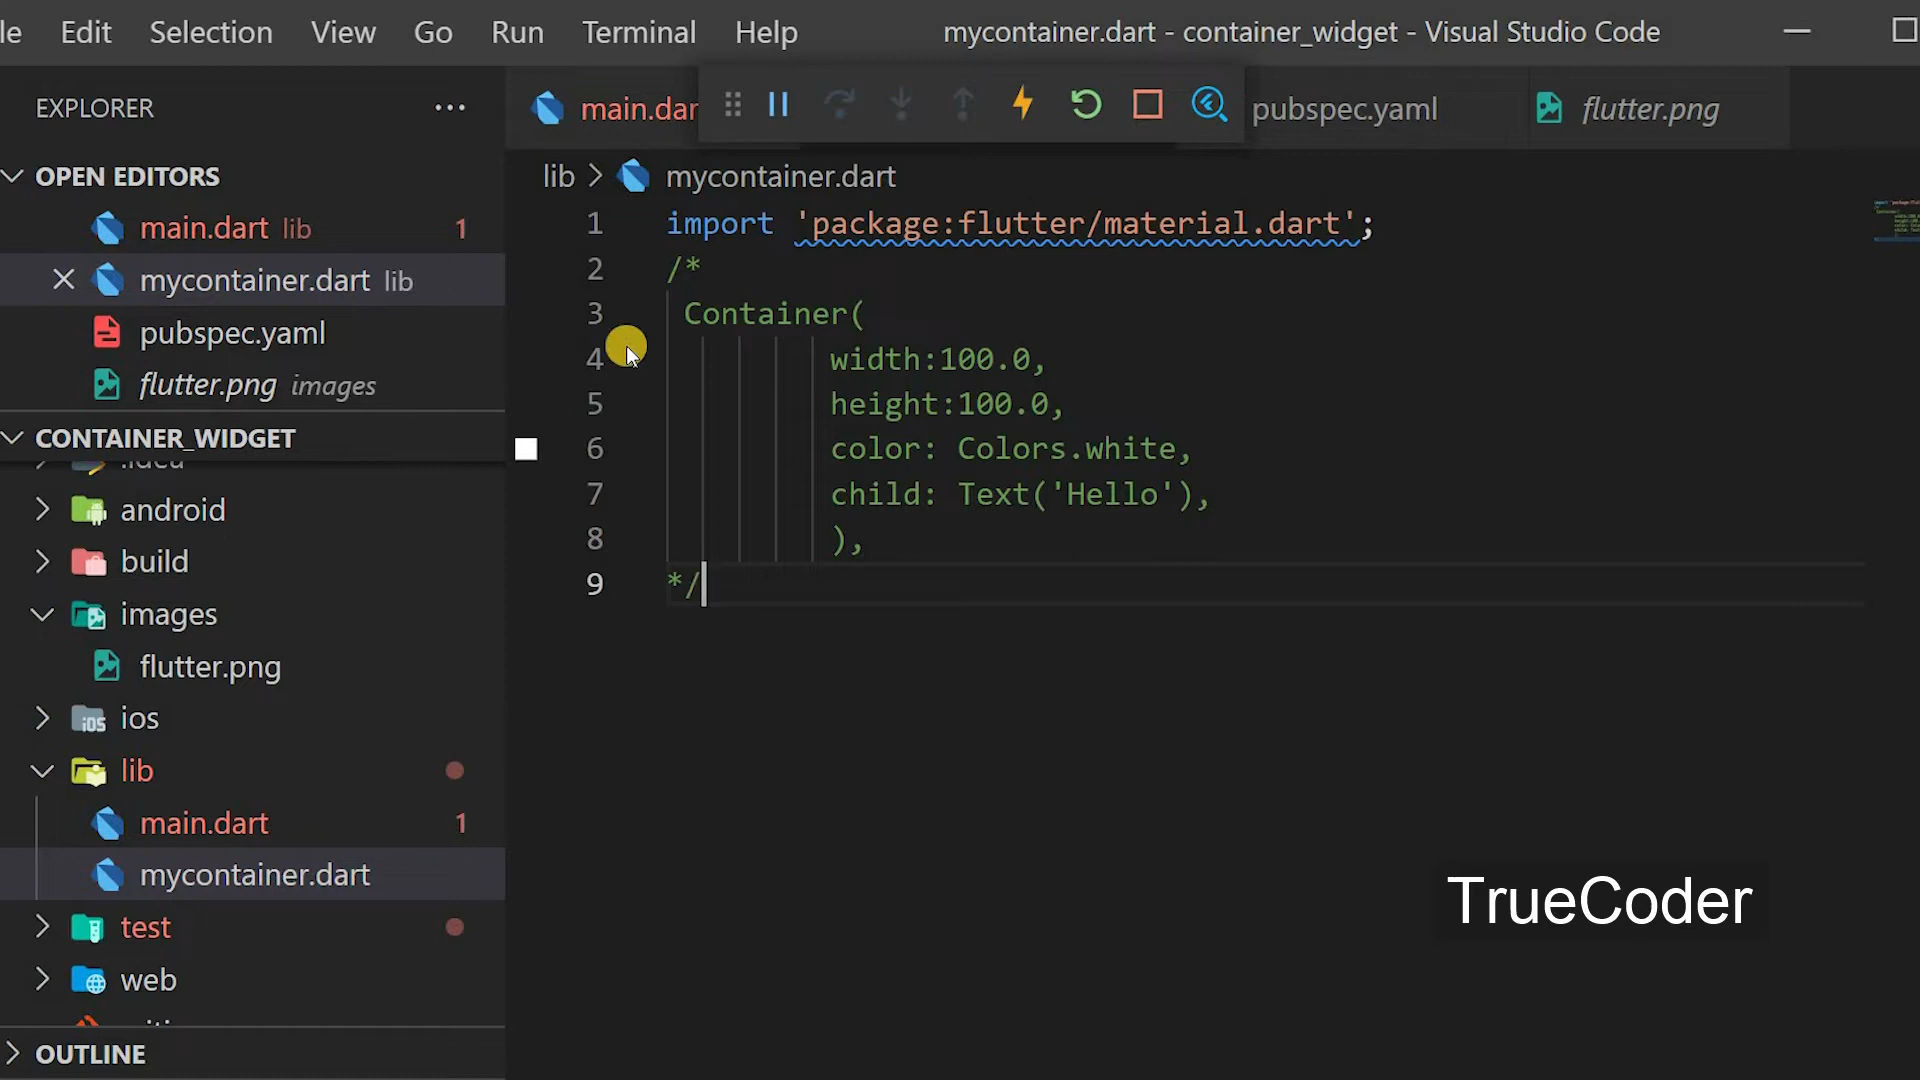 le Edit Selection View Go Run Terminal Help mycontainer.dart - container_widget - Visual Studio Code
EXPLORER
OPEN EDITORS
main.dart lib 1
mycontainer.dart lib
pubspec.yaml
flutter.png images
CONTAINER_WIDGET
.idea
android
build
images
flutter.png
ios
lib
main.dart 1
mycontainer.dart
test
web
OUTLINE
main.dar pubspec.yaml flutter.png
lib > mycontainer.dart
1 import 'package:flutter/material.dart';
2 /*
3 Container(
4 width:100.0,
5 height:100.0,
6 color: Colors.white,
7 child: Text('Hello'),
8 ),
9 */
TrueCoder